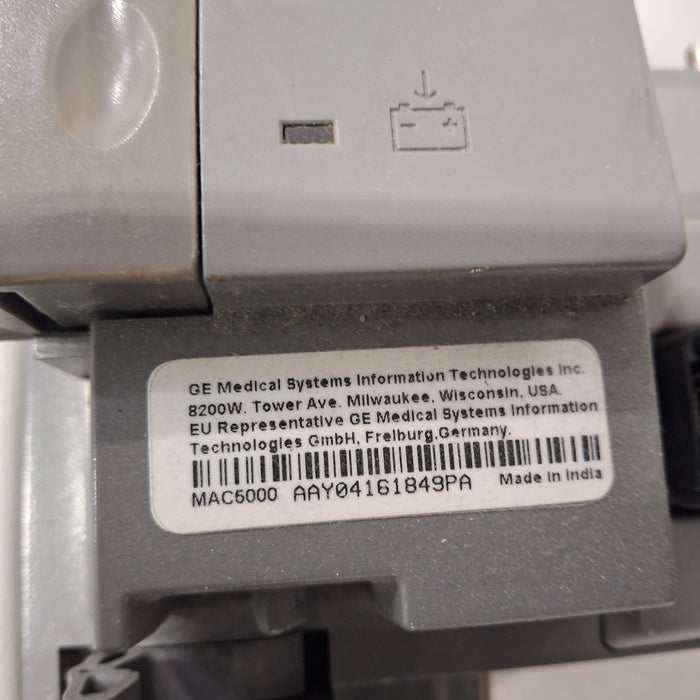 GE Medical Systems Information Technologies Inc.
8200W. Tower Ave. Milwaukee, Wisconsin, USA.
EU Representative GE Medical Systems Information
Technologies GmbH, Freiburg.Germany.
MAC5000 AAY04161849PA Made in India